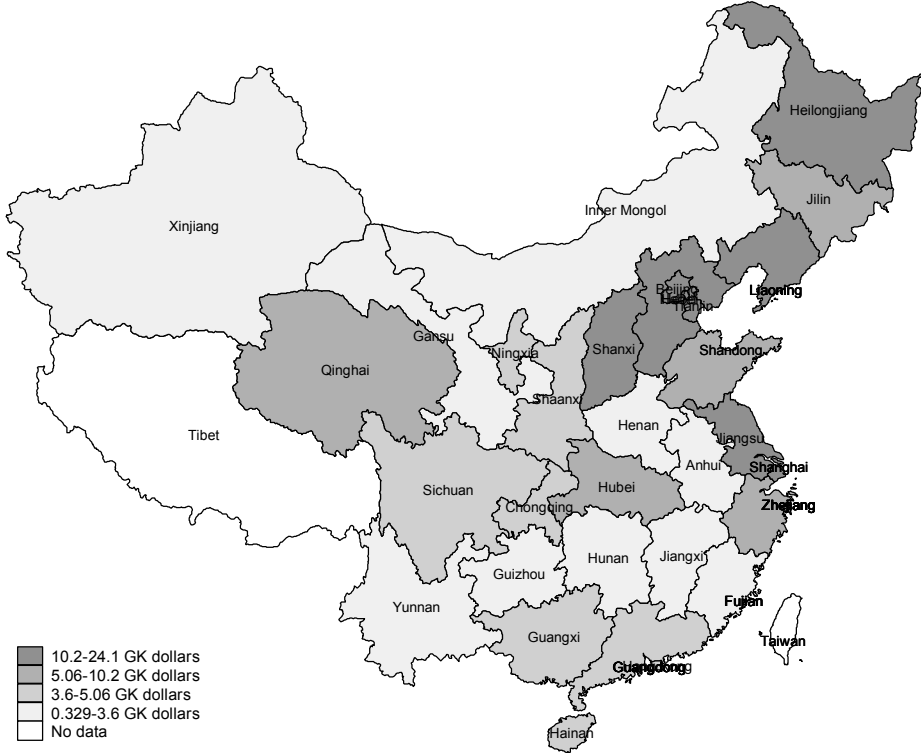 Heilongjiang
Jilin
Inner Mongol
Xinjiang
Beijing
Tianjin
Liaoning
Gansu
Ningxia
Shanxi
Shandong
Qinghai
Shaanxi
Henan
Jiangsu
Tibet
Anhui
Shanghai
Sichuan
Hubei
Chongqing
Zhejiang
Hunan
Jiangxi
Guizhou
Yunnan
Fujian
Guangxi
Taiwan
Guangdong
Hainan
10.2-24.1 GK dollars
5.06-10.2 GK dollars
3.6-5.06 GK dollars
0.329-3.6 GK dollars
No data